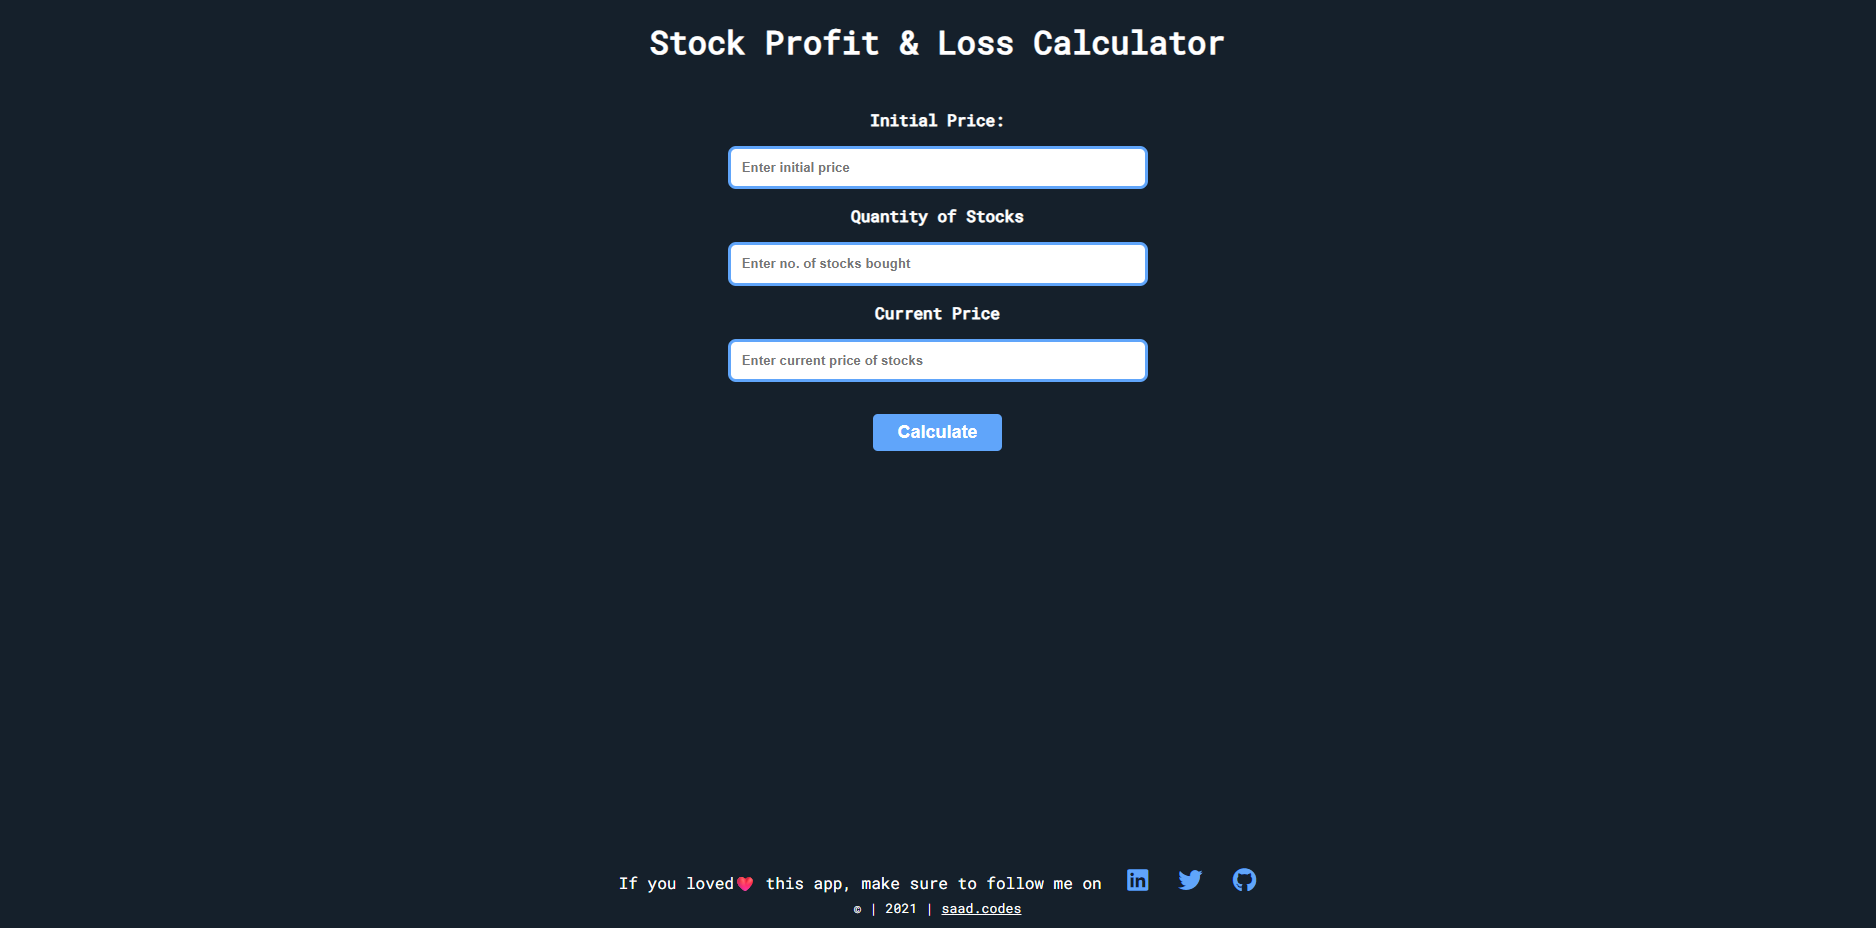 Stock Profit & Loss Calculator
Initial Price:
Enter initial price
Quantity of Stocks
Enter no. of stocks bought
Current Price
Enter current price of stocks
Calculate
If you loved❤️ this app, make sure to follow me on
in
© | 2021 | saad.codes